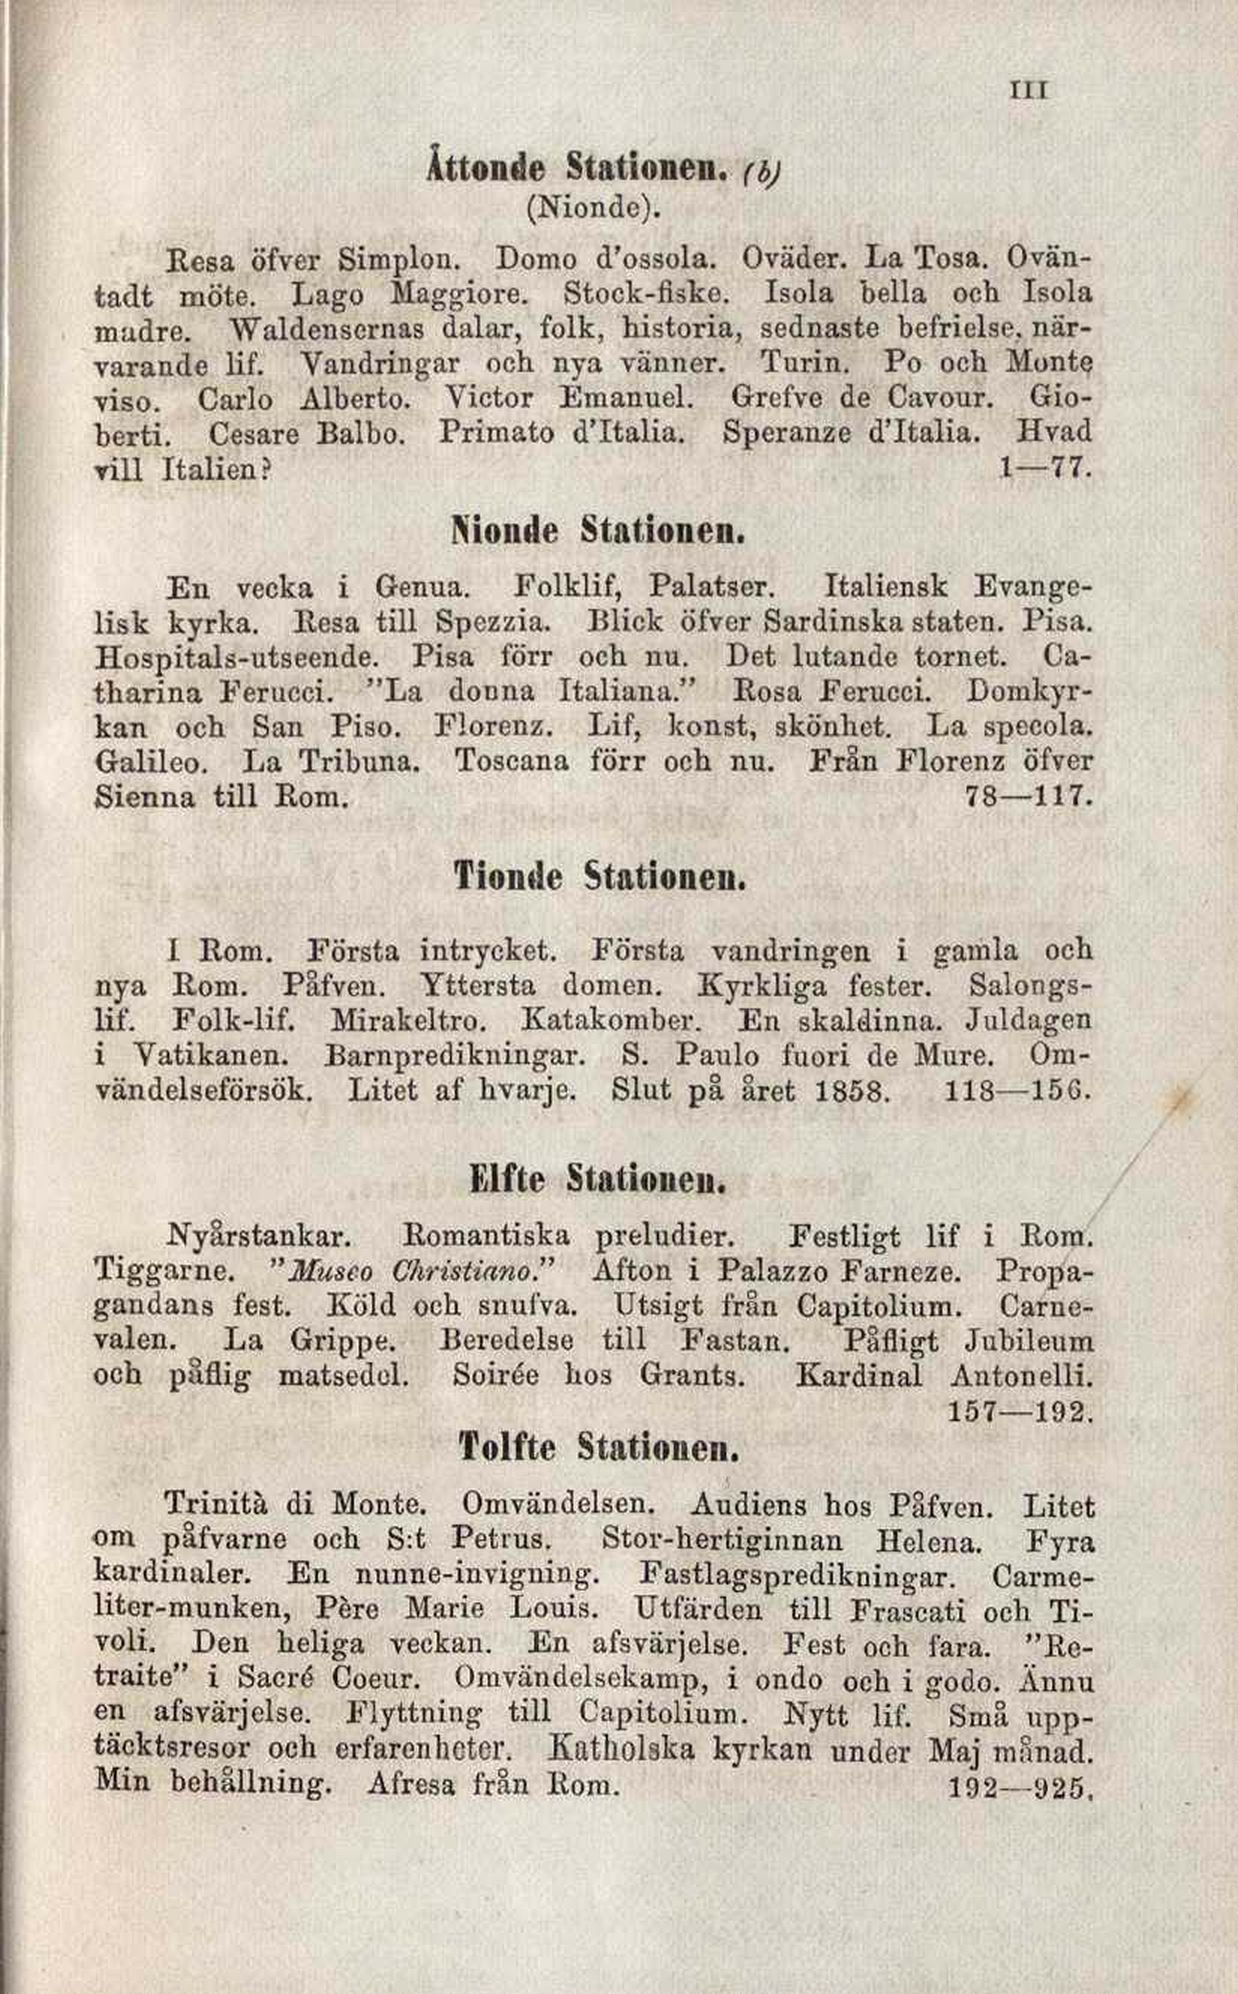 III
Åttonde Stationen. (b)
(Nionde).
Resa öfver Simplon. Domo d'ossola. Oväder. La Tosa. Ovän-
tadt möte. Lago Maggiore. Stock-fiske. Isola bella och Isola
madre. Waldensernas dalar, folk, historia, sednaste befrielse, när-
varande lif. Vandringar och nya vänner. Turin. Po och Monte
viso. Carlo Alberto. Victor Emanuel. Grefve de Cavour. Gio-
berti. Cesare Balbo. Primato d'Italia. Speranze d'Italia. Hvad
vill Italien? 1—77.
Nionde Stationen.
En vecka i Genua. Folklif, Palatser. Italiensk Evange-
lisk kyrka. Resa till Spezzia. Blick öfver Sardinska staten. Pisa.
Hospitals-utseende. Pisa förr och nu. Det lutande tornet. Ca-
tharina Ferucci. ”La donna Italiana.” Rosa Ferucci. Domkyr-
kan och San Piso. Florenz. Lif, konst, skönhet. La specola.
Galileo. La Tribuna. Toscana förr och nu. Från Florenz öfver
Sienna till Rom. 78—117.
Tionde Stationen.
I Rom. Första intrycket. Första vandringen i gamla och
nya Rom. Påfven. Yttersta domen. Kyrkliga fester. Salongs-
lif. Folk-lif. Mirakeltro. Katakomber. En skaldinna. Juldagen
i Vatikanen. Barnpredikningar. S. Paulo fuori de Mure. Om-
vändelseförsök. Litet af hvarje. Slut på året 1858. 118—156.
Elfte Stationen.
Nyårstankar. Romantiska preludier. Festligt lif i Rom.
Tiggarne. ”Museo Christiano.” Afton i Palazzo Farneze. Propa-
gandans fest. Köld och snufva. Utsigt från Capitolium. Carne-
valen. La Grippe. Beredelse till Fastan. Påfligt Jubileum
och påflig matsedel. Soirée hos Grants. Kardinal Antonelli.
157—192.
Tolfte Stationen.
Trinità di Monte. Omvändelsen. Audiens hos Påfven. Litet
om påfvarne och S:t Petrus. Stor-hertiginnan Helena. Fyra
kardinaler. En nunne-invigning. Fastlagspredikningar. Carme-
liter-munken, Père Marie Louis. Utfärden till Frascati och Ti-
voli. Den heliga veckan. En afsvärjelse. Fest och fara. ”Re-
traite” i Sacré Coeur. Omvändelsekamp, i ondo och i godo. Ännu
en afsvärjelse. Flyttning till Capitolium. Nytt lif. Små upp-
täcktsresor och erfarenheter. Katholska kyrkan under Maj månad.
Min behållning. Afresa från Rom. 192—925.